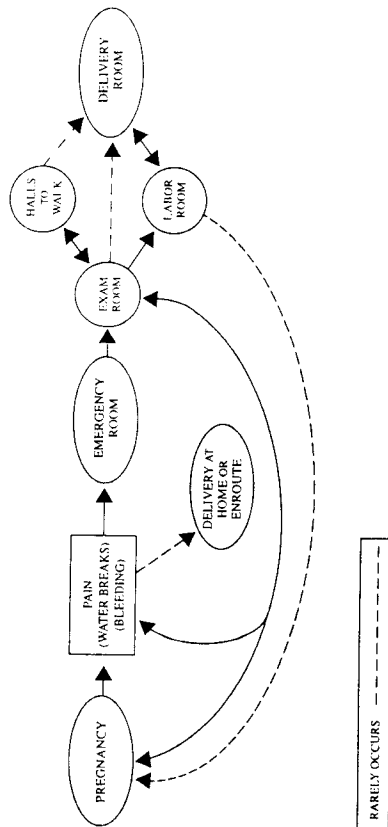 PREGNANCY
PAIN
(WATER BREAKS)
(BLEEDING)
EMERGENCY
ROOM
DELIVERY AT
HOME OR
ENROUTE
EXAM
ROOM
HALLS
TO
WALK
LABOR
ROOM
DELIVERY
ROOM
RARELY OCCURS